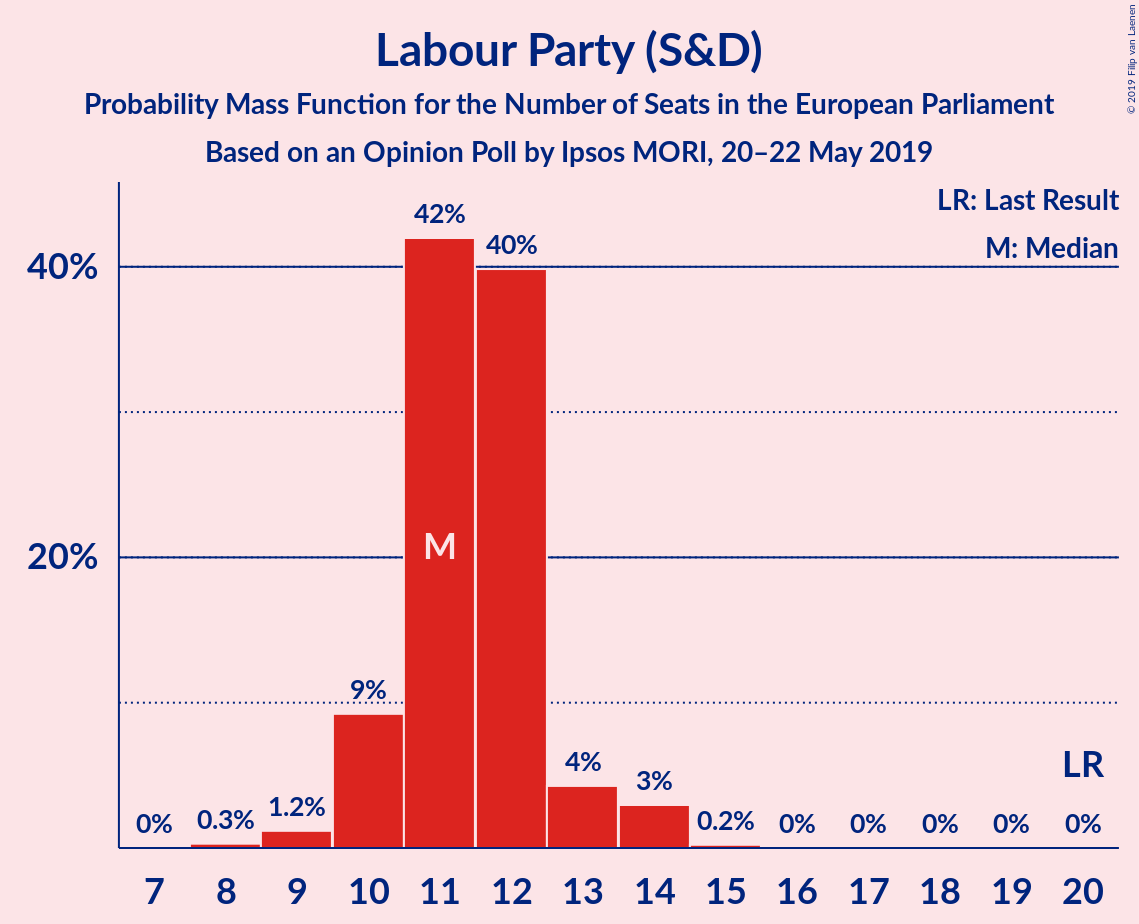 Labour Party (S&D)
Probability Mass Function for the Number of Seats in the European Parliament
Based on an Opinion Poll by Ipsos MORI, 20–22 May 2019
© 2019 Filip van Laenen
LR: Last Result
M: Median
40%
20%
0%
0.3%
1.2%
9%
42%
40%
4%
3%
0.2%
0%
0%
0%
0%
0%
M
LR
7 8 9 10 11 12 13 14 15 16 17 18 19 20